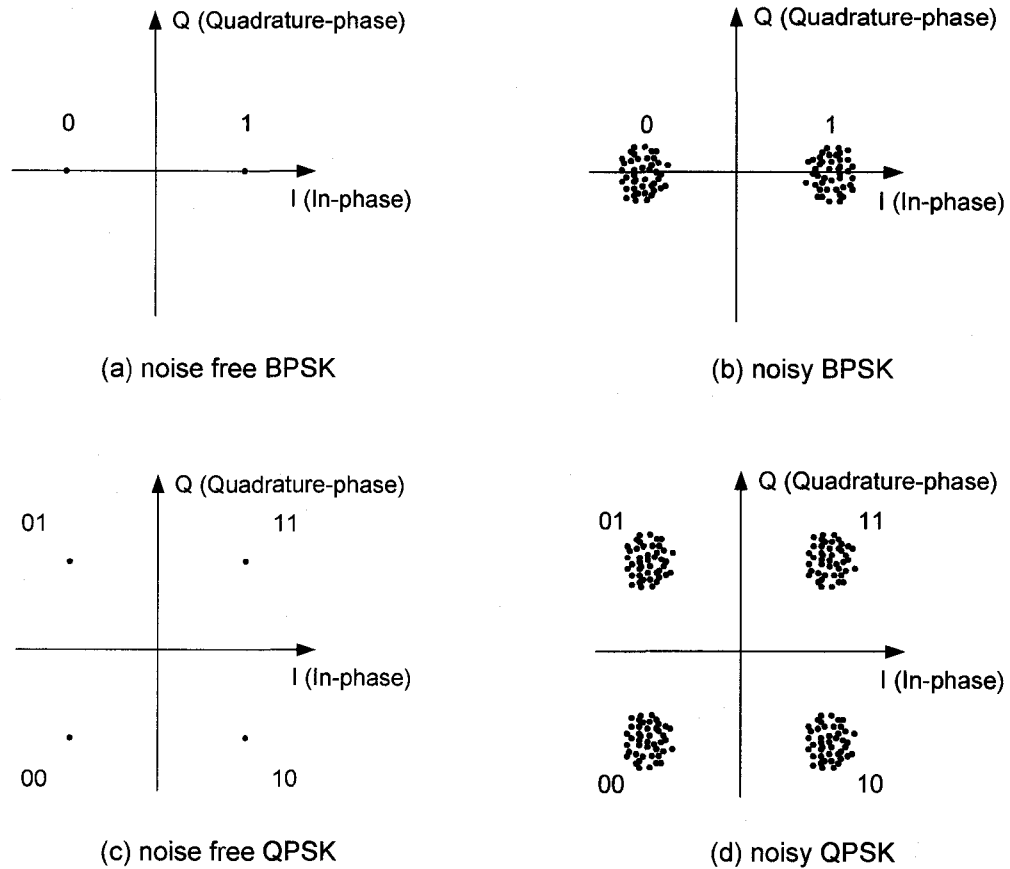 Q (Quadrature-phase)
0
1
I (In-phase)
(a) noise free BPSK
Q (Quadrature-phase)
0
1
I (In-phase)
(b) noisy BPSK
Q (Quadrature-phase)
01
11
I (In-phase)
00
10
(c) noise free QPSK
Q (Quadrature-phase)
01
11
I (In-phase)
00
10
(d) noisy QPSK